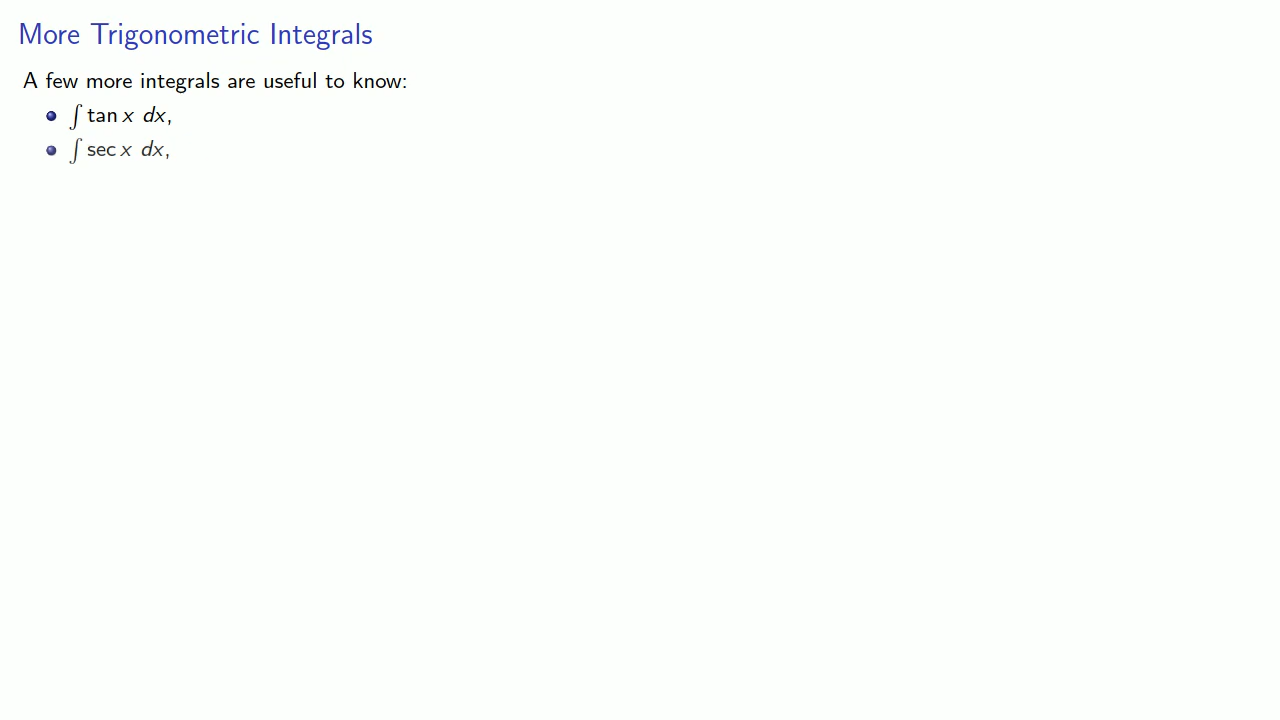 More Trigonometric Integrals
A few more integrals are useful to know:
∫ tan x dx,
∫ sec x dx,